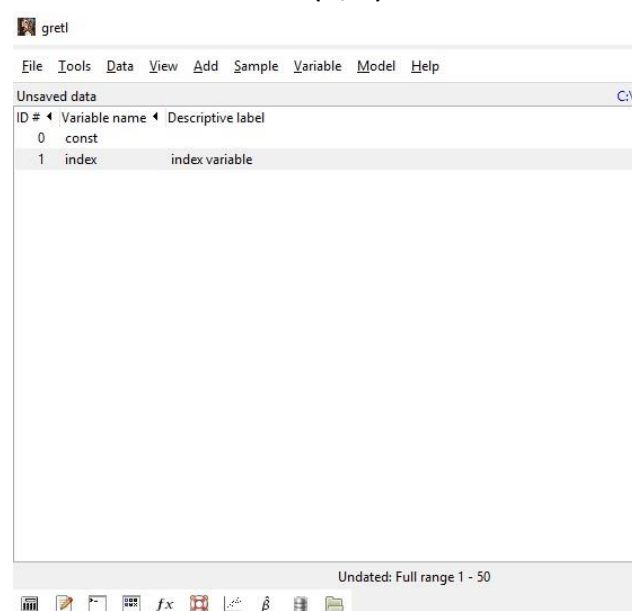 gretl
File Tools Data View Add Sample Variable Model Help
Unsaved data C:\
ID # Variable name Descriptive label
0 const
1 index index variable
Undated: Full range 1 - 50
fx β̂